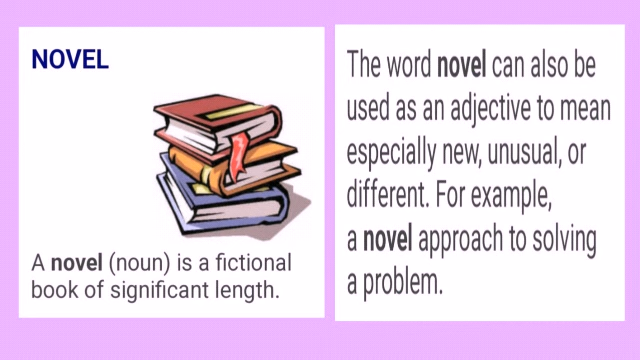 NOVEL
A novel (noun) is a fictional
book of significant length.
The word novel can also be
used as an adjective to mean
especially new, unusual, or
different. For example,
a novel approach to solving
a problem.